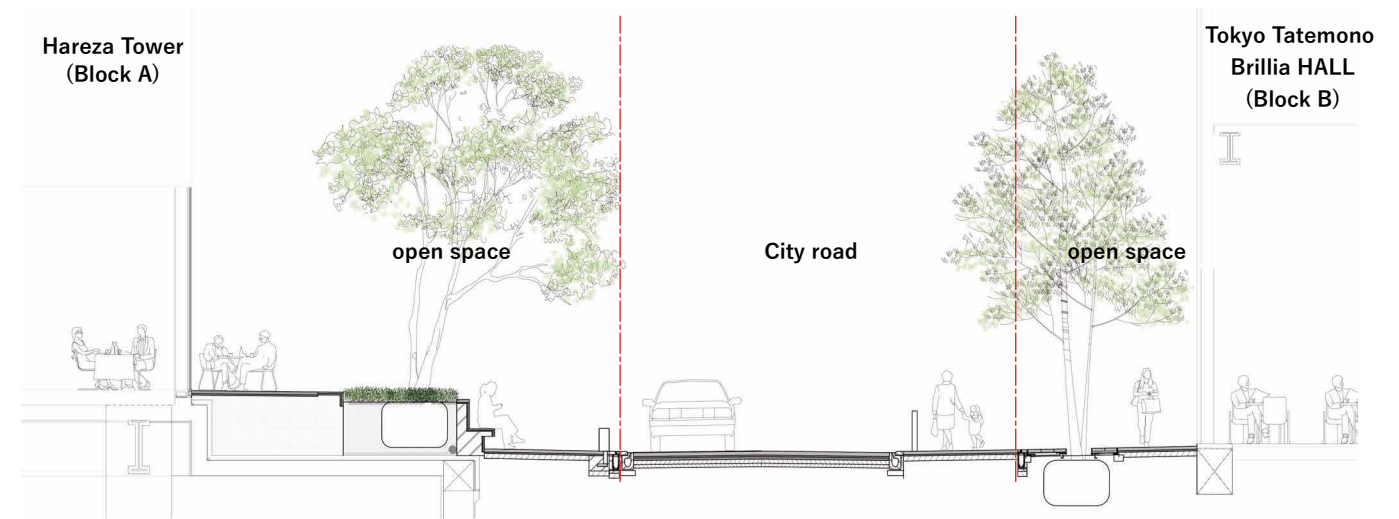 Hareza Tower
(Block A)
open space
City road
open space
Tokyo Tatemono
Brillia HALL
(Block B)